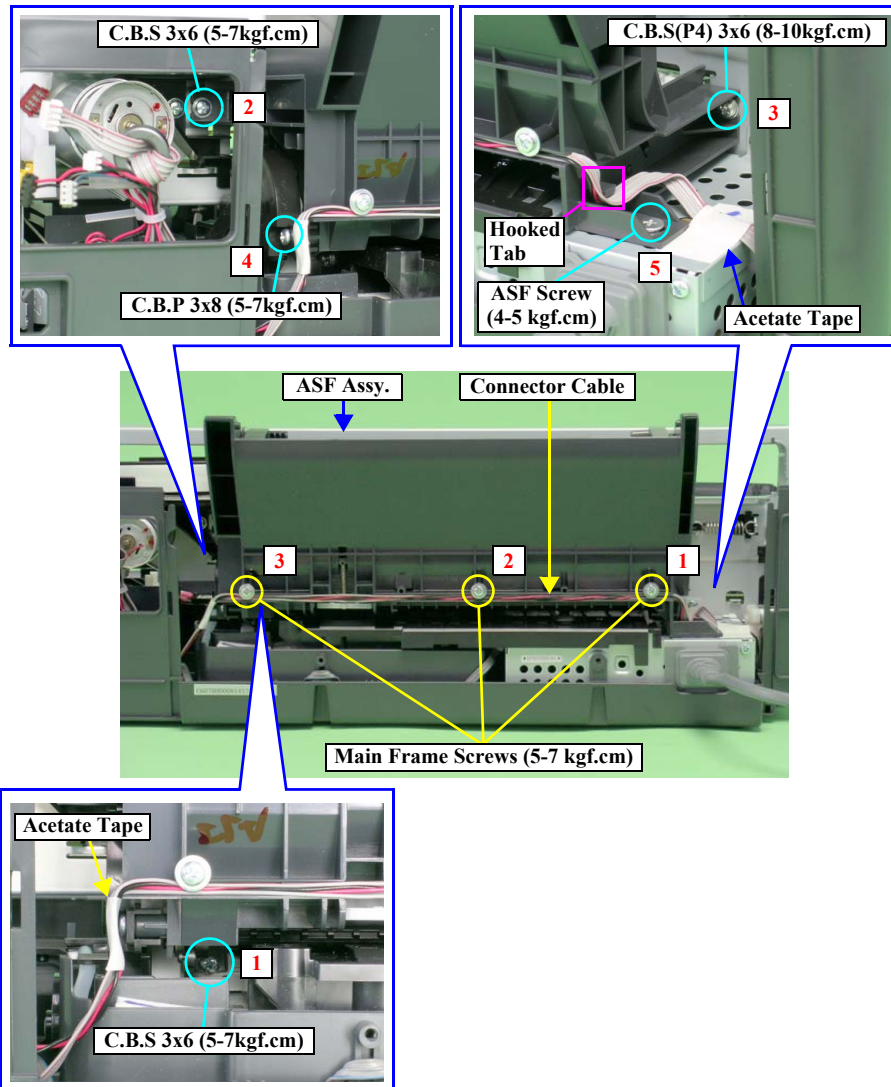 C.B.S 3x6 (5-7kgf.cm)
2
4
C.B.P 3x8 (5-7kgf.cm)
C.B.S(P4) 3x6 (8-10kgf.cm)
3
Hooked
Tab
5
ASF Screw
(4-5 kgf.cm)
Acetate Tape
ASF Assy.
Connector Cable
3
2
1
Main Frame Screws (5-7 kgf.cm)
Acetate Tape
1
C.B.S 3x6 (5-7kgf.cm)